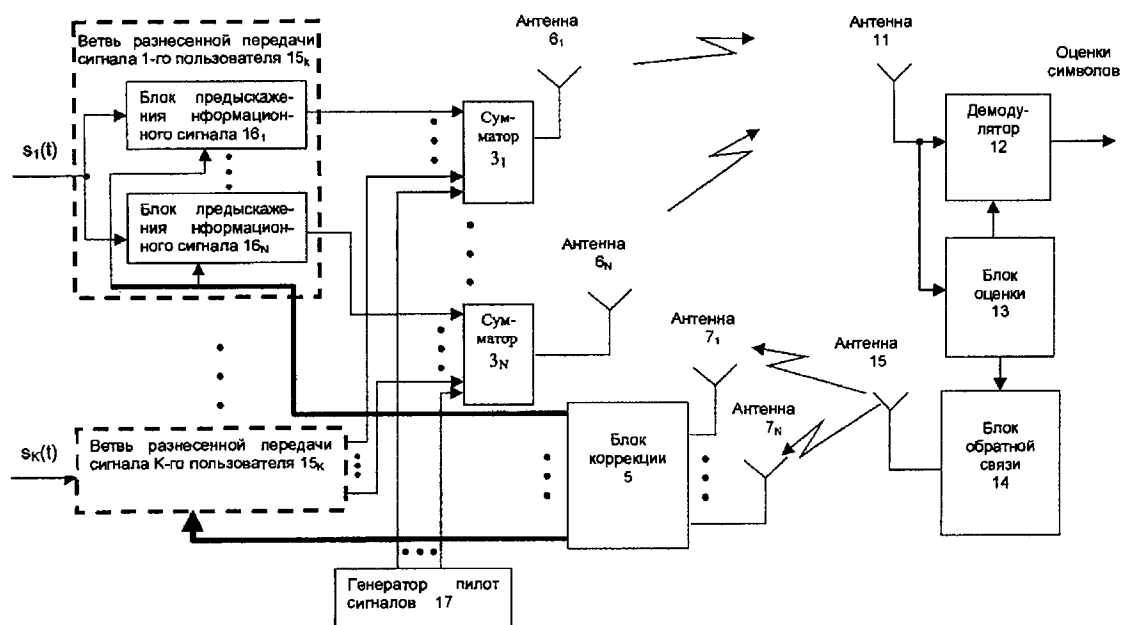 Ветвь разнесенной передачи
сигнала 1-го пользователя 15k
Блок предыскаже-
ния нформацион-
ного сигнала 16₁
Блок предыскаже-
ния нформацион-
ного сигнала 16N
s₁(t)
Сум-
матор
3₁
Антенна
6₁
Антенна
11
Оценки
символов
Демоду-
лятор
12
Антенна
6N
Сум-
матор
3N
Блок
оценки
13
Антенна
7₁
Антенна
15
Антенна
7N
sK(t)
Ветвь разнесенной передачи
сигнала К-го пользователя 15k
Блок
коррекции
5
Блок
обратной
связи
14
Генератор пилот
сигналов 17